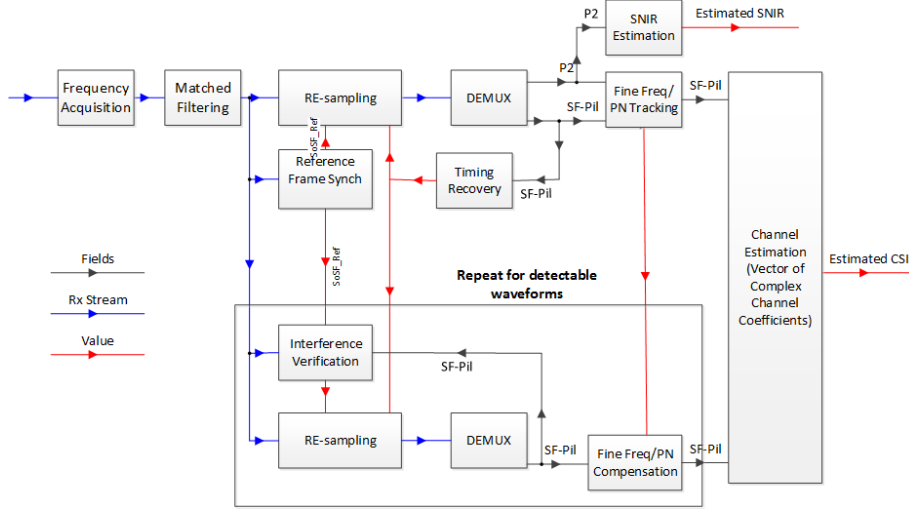 P2
SNIR
Estimation
Estimated SNIR
Frequency
Acquisition
Matched
Filtering
RE-sampling
DEMUX
P2
SF-Pil
Fine Freq/
PN Tracking
SF-Pil
SoSF_Ref
Reference
Frame Synch
Timing
Recovery
SF-Pil
SoSF_Ref
Fields
Rx Stream
Value
Repeat for detectable
waveforms
Channel
Estimation
(Vector of
Complex
Channel
Coefficients)
Estimated CSI
Interference
Verification
SF-Pil
RE-sampling
DEMUX
SF-Pil
Fine Freq/PN
Compensation
SF-Pil